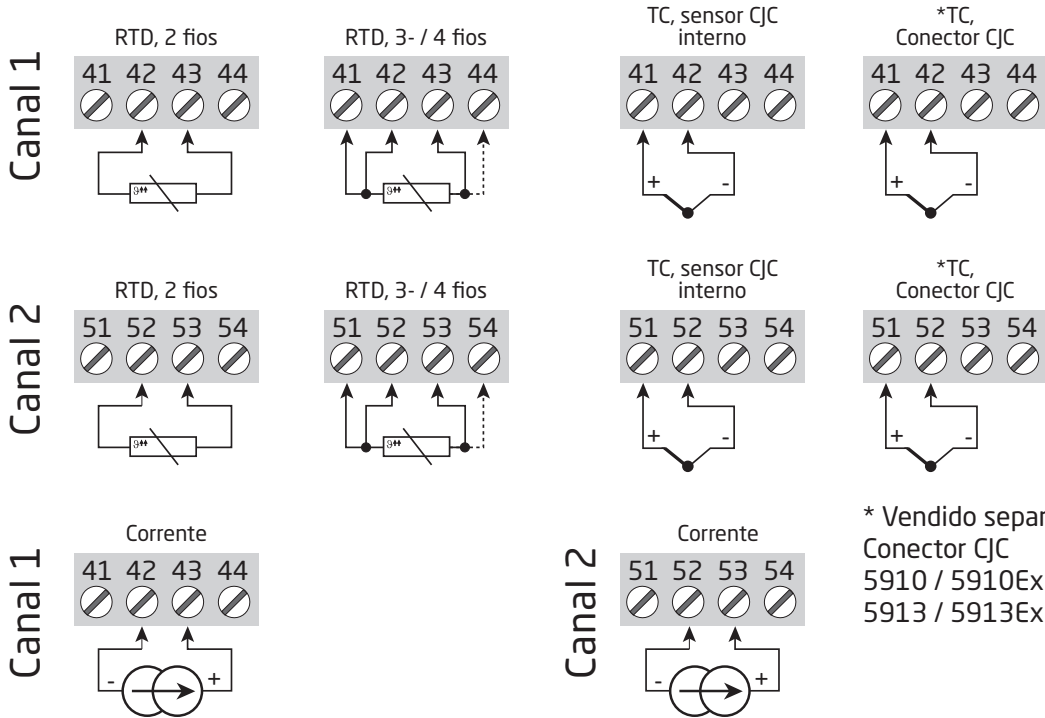 Canal 1
RTD, 2 fios
41 42 43 44
RTD, 3- / 4 fios
41 42 43 44
TC, sensor CJC
interno
41 42 43 44
+ -
*TC,
Conector CJC
41 42 43 44
+ -
Canal 2
RTD, 2 fios
51 52 53 54
RTD, 3- / 4 fios
51 52 53 54
TC, sensor CJC
interno
51 52 53 54
+ -
*TC,
Conector CJC
51 52 53 54
+ -
Canal 1
Corrente
41 42 43 44
- +
Canal 2
Corrente
51 52 53 54
- +
* Vendido separ
Conector CJC
5910 / 5910Ex
5913 / 5913Ex